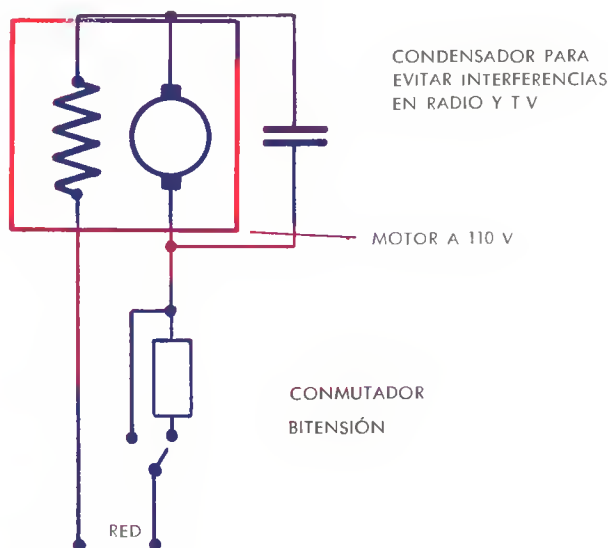 CONDENSADOR PARA
EVITAR INTERFERENCIAS
EN RADIO Y T V
MOTOR A 110 V
CONMUTADOR
BITENSIÓN
RED